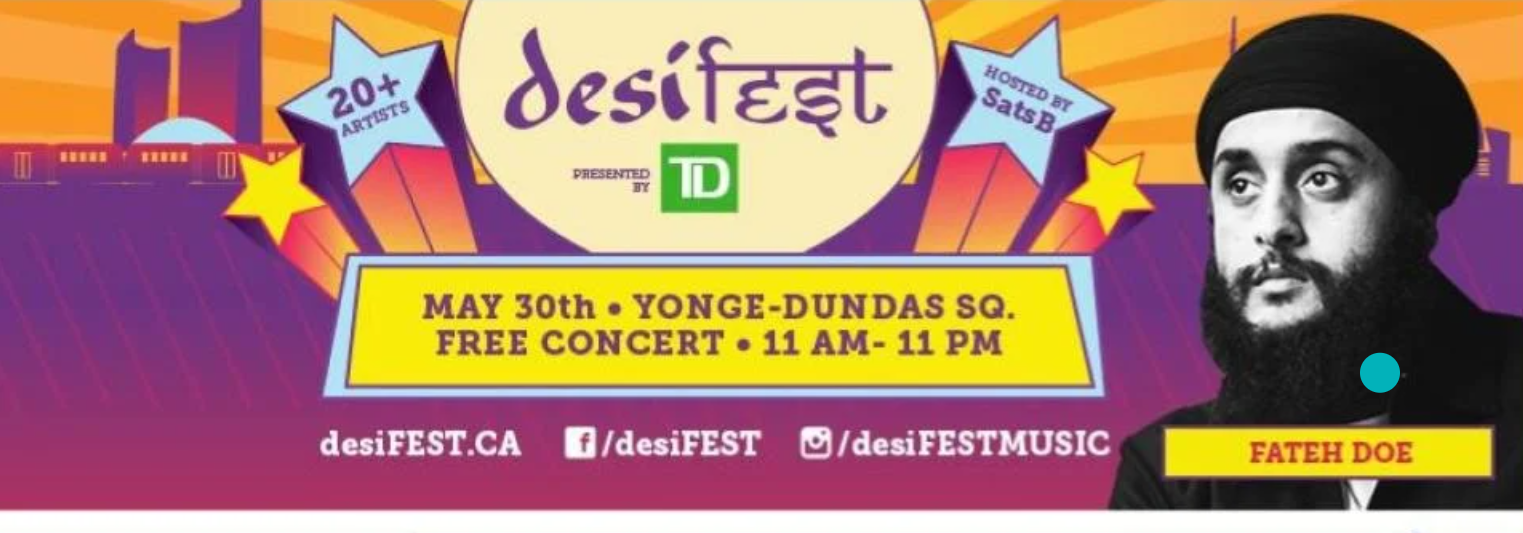 20+
ARTISTS
desifEst
PRESENTED
BY
TD
HOSTED BY
SatsB
MAY 30th • YONGE-DUNDAS SQ.
FREE CONCERT • 11 AM- 11 PM
desiFEST.CA f/desiFEST /desiFESTMUSIC
FATEH DOE